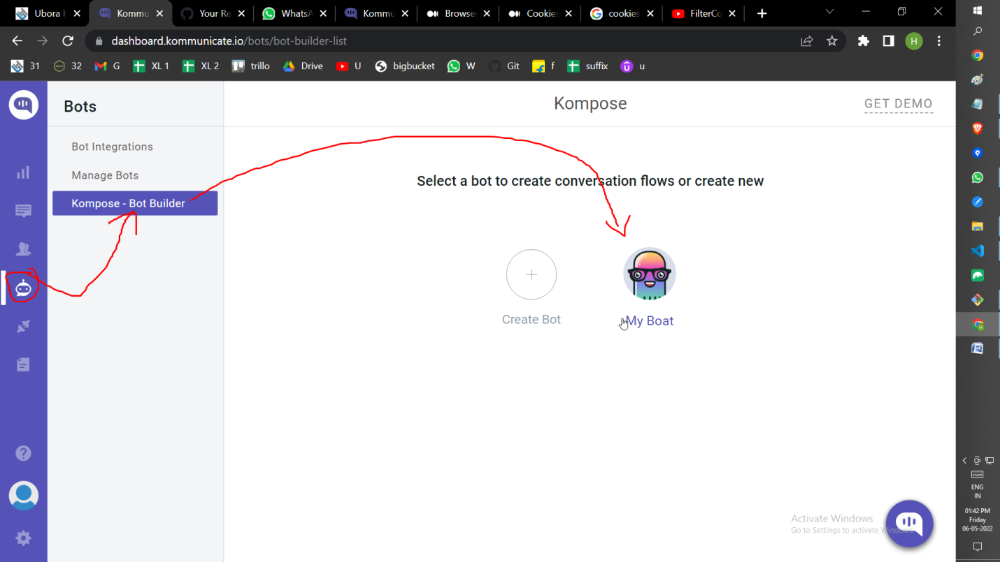 Ubora
Kommu
Your Re
WhatsA
Kommu
Browse
Cookies
cookies
FilterCo
dashboard.kommunicate.io/bots/bot-builder-list
H
31
32
G
XL 1
XL 2
trillo
Drive
U
bigbucket
W
Git
f
suffix
u
Bots
Kompose
GET DEMO
Bot Integrations
Manage Bots
Kompose - Bot Builder
Select a bot to create conversation flows or create new
Create Bot
My Boat
Activate Windows
Go to Settings to activate Windows.
ENG
IN
01:42 PM
Friday
06-05-2022